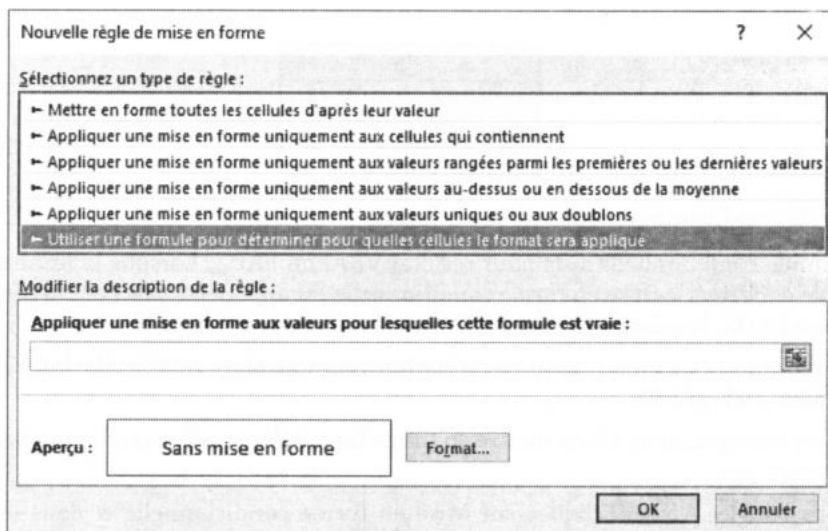 Nouvelle règle de mise en forme ? ×
Sélectionnez un type de règle :
► Mettre en forme toutes les cellules d'après leur valeur
► Appliquer une mise en forme uniquement aux cellules qui contiennent
► Appliquer une mise en forme uniquement aux valeurs rangées parmi les premières ou les dernières valeurs
► Appliquer une mise en forme uniquement aux valeurs au-dessus ou en dessous de la moyenne
► Appliquer une mise en forme uniquement aux valeurs uniques ou aux doublons
► Utiliser une formule pour déterminer pour quelles cellules le format sera appliqué
Modifier la description de la règle :
Appliquer une mise en forme aux valeurs pour lesquelles cette formule est vraie :
Aperçu : Sans mise en forme Format...
OK Annuler